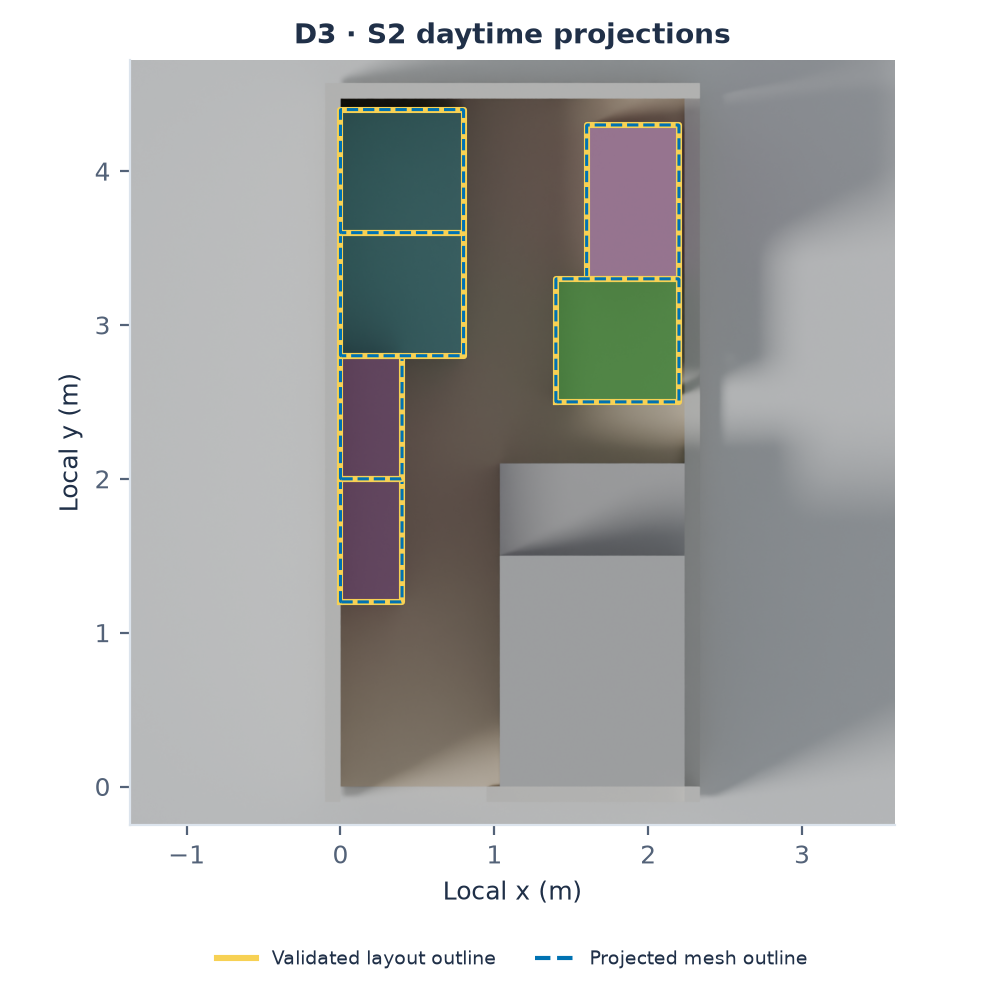 D3 · S2 daytime projections
4
3
2
1
0
Local y (m)
−1 0 1 2 3
Local x (m)
Validated layout outline Projected mesh outline